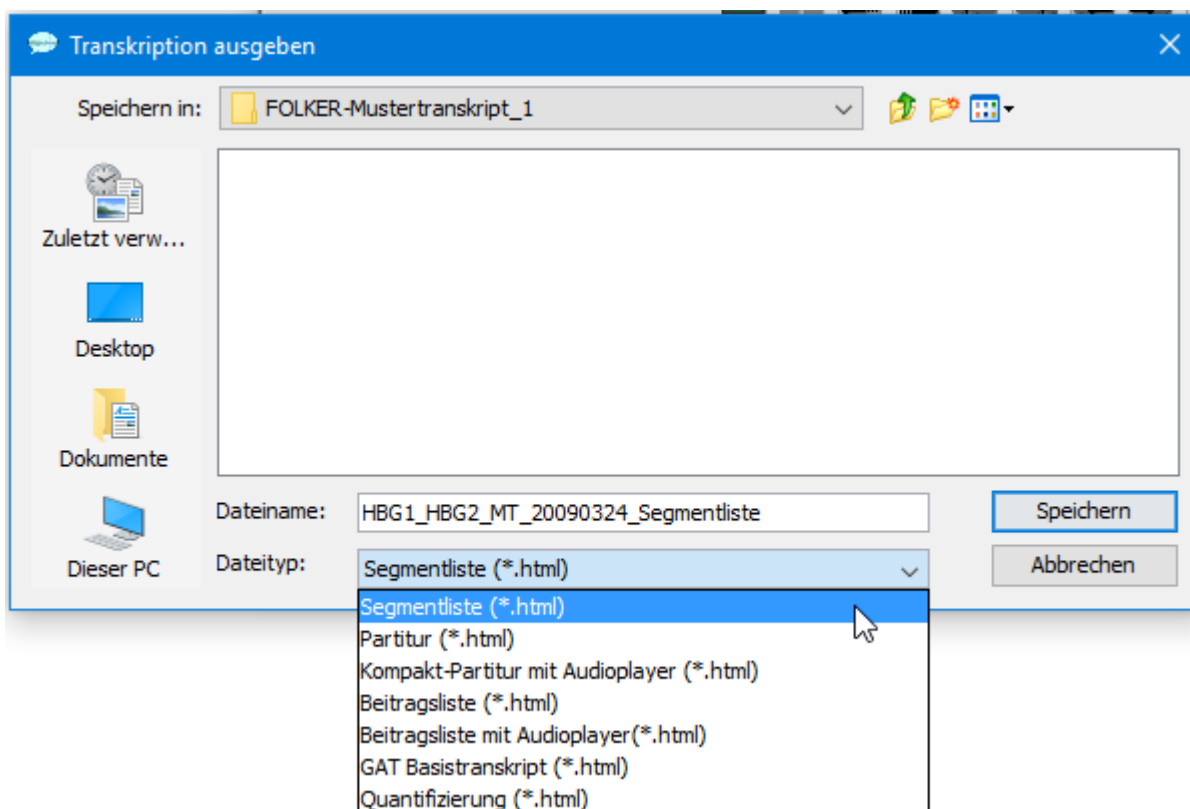 Transkription ausgeben
Speichern in: FOLKER-Mustertranskript_1
Zuletzt verw...
Desktop
Dokumente
Dieser PC
Dateiname: HBG1_HBG2_MT_20090324_Segmentliste Speichern
Dateityp: Segmentliste (*.html) Abbrechen
Segmentliste (*.html)
Partitur (*.html)
Kompakt-Partitur mit Audioplayer (*.html)
Beitragsliste (*.html)
Beitragsliste mit Audioplayer(*.html)
GAT Basistranskript (*.html)
Quantifizierung (*.html)